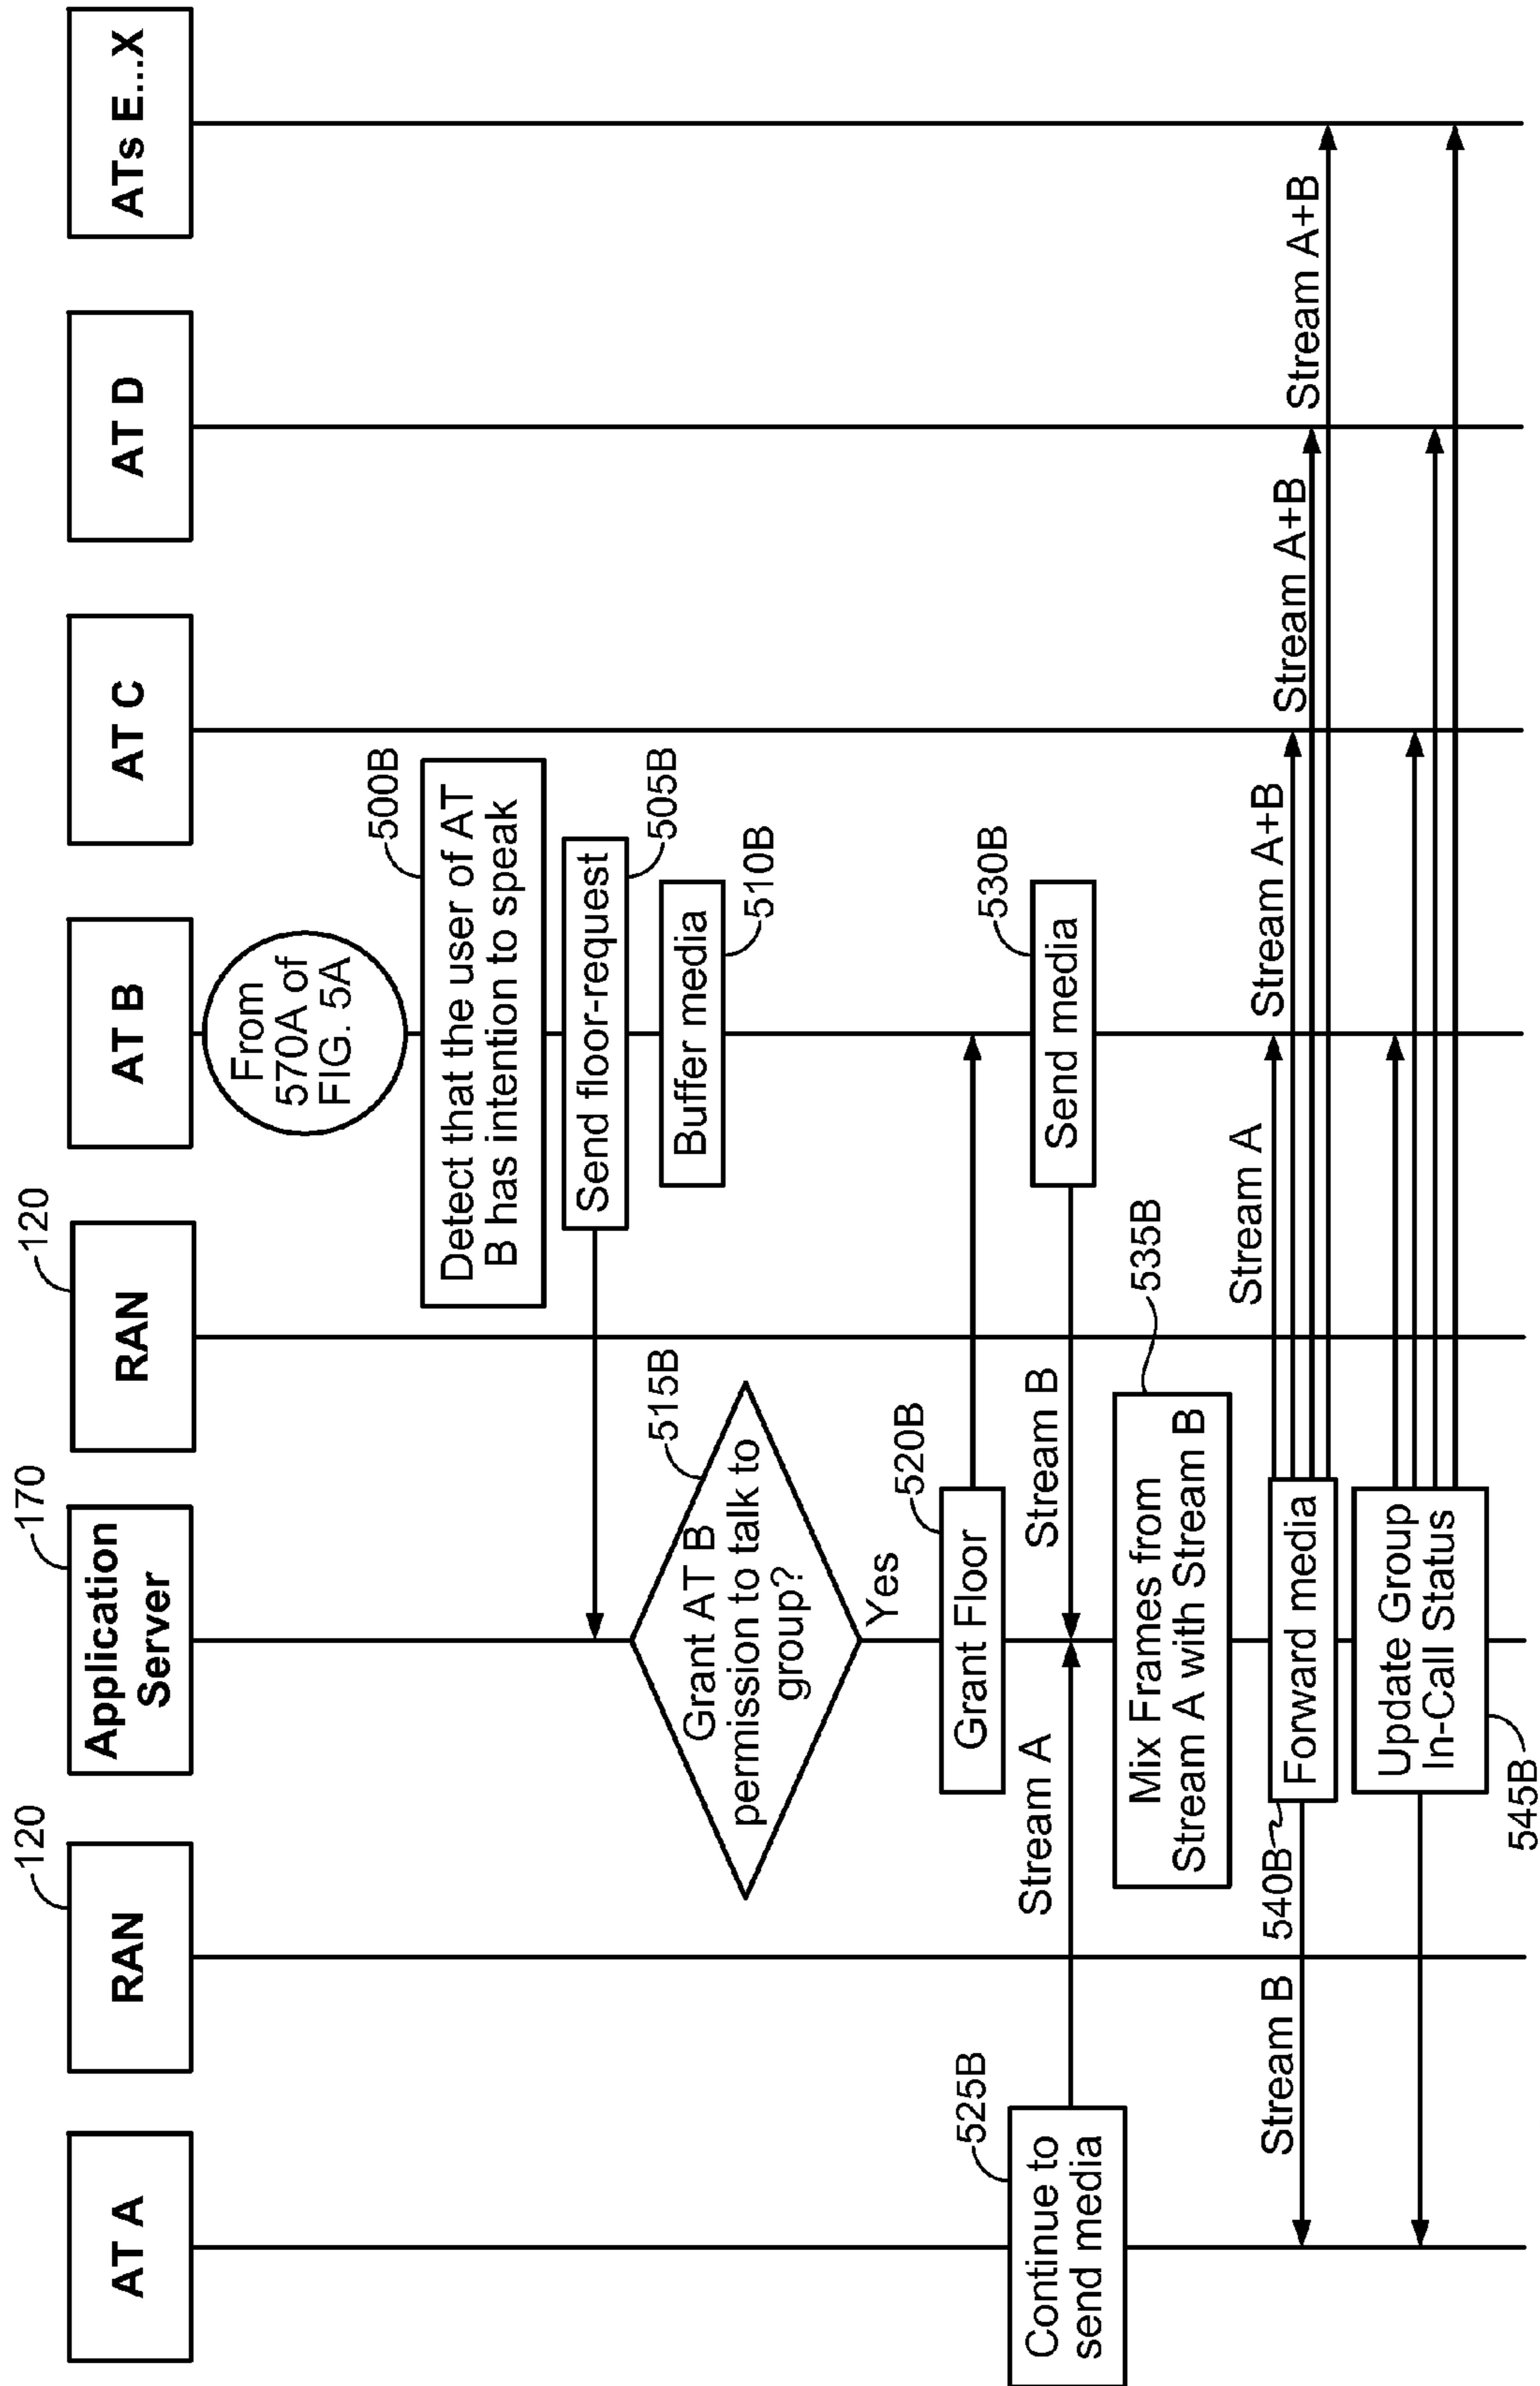 AT A
RAN
120
Application
Server
170
RAN
120
AT B
AT C
AT D
ATs E...X
From
570A of
FIG. 5A
500B
Detect that the user of AT
B has intention to speak
Send floor-request
505B
Buffer media
510B
515B
Grant AT B
permission to talk to
group?
Yes
520B
Grant Floor
525B
Continue to
send media
Stream A
Stream B
530B
Send media
535B
Mix Frames from
Stream A with Stream B
Stream B
540B
Forward media
Stream A
Stream A+B
Stream A+B
Stream A+B
Update Group
In-Call Status
545B